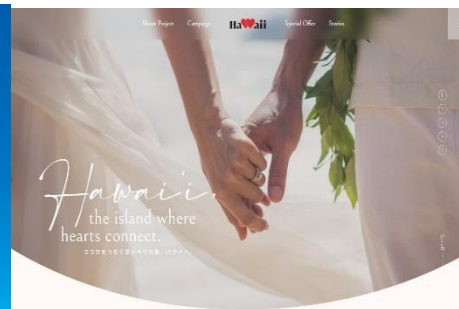 About Project Campaign Hawaii Special Offer Stories
Hawai'i,
the island where
hearts connect.